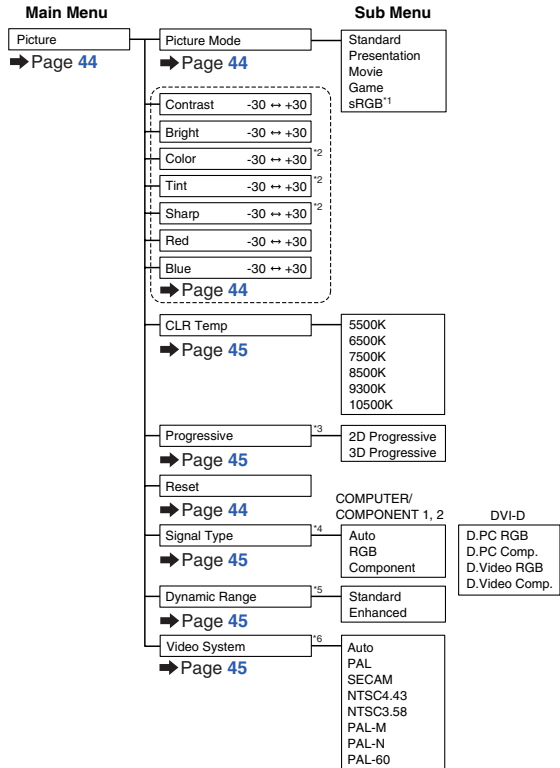 Main Menu
Sub Menu
Picture
➡Page 44
Picture Mode
➡Page 44
Standard
Presentation
Movie
Game
sRGB*1
Contrast -30 ↔ +30
Bright -30 ↔ +30
Color -30 ↔ +30 *2
Tint -30 ↔ +30 *2
Sharp -30 ↔ +30 *2
Red -30 ↔ +30
Blue -30 ↔ +30
➡Page 44
CLR Temp
➡Page 45
5500K
6500K
7500K
8500K
9300K
10500K
Progressive *3
➡Page 45
2D Progressive
3D Progressive
Reset
➡Page 44
Signal Type *4
➡Page 45
COMPUTER/
COMPONENT 1, 2
Auto
RGB
Component
DVI-D
D.PC RGB
D.PC Comp.
D.Video RGB
D.Video Comp.
Dynamic Range *5
➡Page 45
Standard
Enhanced
Video System *6
➡Page 45
Auto
PAL
SECAM
NTSC4.43
NTSC3.58
PAL-M
PAL-N
PAL-60